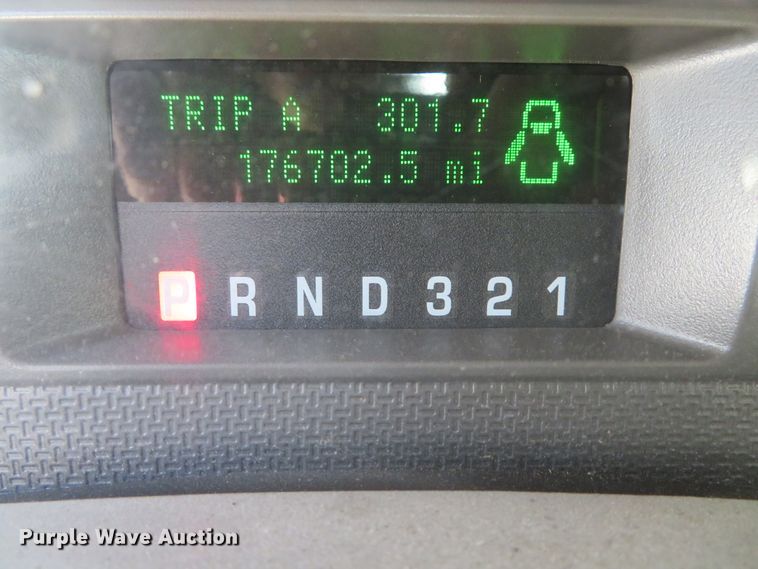 TRIP A 301.7
176702.5 mi
P R N D 3 2 1
Purple Wave Auction